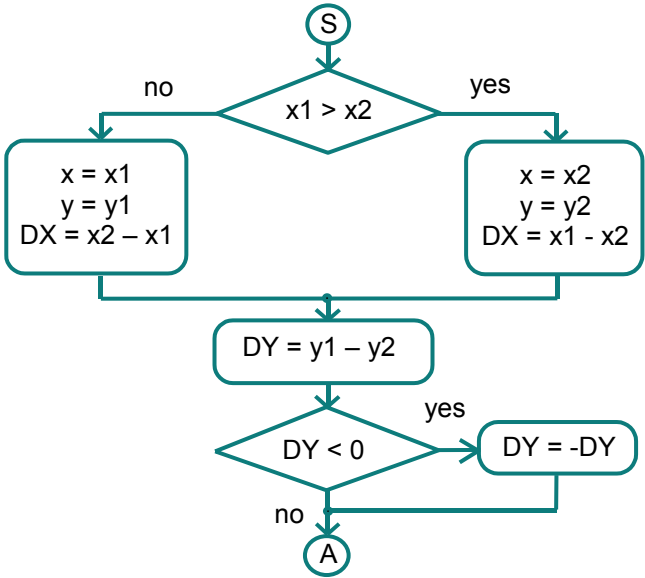 S
no
yes
x1 > x2
x = x1
y = y1
DX = x2 – x1
x = x2
y = y2
DX = x1 - x2
DY = y1 – y2
yes
DY < 0
DY = -DY
no
A